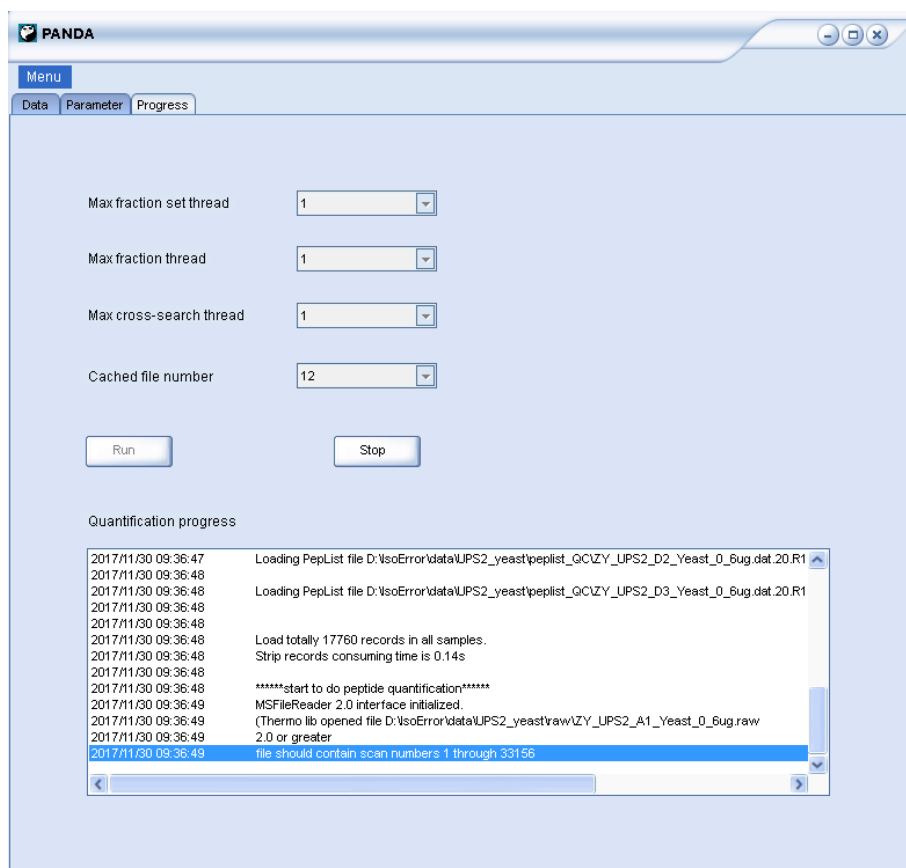 PANDA
Menu
Data Parameter Progress
Max fraction set thread 1
Max fraction thread 1
Max cross-search thread 1
Cached file number 12
Run Stop
Quantification progress
2017/11/30 09:36:47 Loading PepList file D:\IsoError\data\UPS2_yeast\peplist_QC\ZY_UPS2_D2_Yeast_0_6ug.dat.20.R1
2017/11/30 09:36:48
2017/11/30 09:36:48 Loading PepList file D:\IsoError\data\UPS2_yeast\peplist_QC\ZY_UPS2_D3_Yeast_0_6ug.dat.20.R1
2017/11/30 09:36:48
2017/11/30 09:36:48
2017/11/30 09:36:48 Load totally 17760 records in all samples.
2017/11/30 09:36:48 Strip records consuming time is 0.14s
2017/11/30 09:36:48
2017/11/30 09:36:48 ******start to do peptide quantification******
2017/11/30 09:36:49 MSFileReader 2.0 interface initialized.
2017/11/30 09:36:49 (Thermo lib opened file D:\IsoError\data\UPS2_yeast\raw\ZY_UPS2_A1_Yeast_0_6ug.raw
2017/11/30 09:36:49 2.0 or greater
2017/11/30 09:36:49 file should contain scan numbers 1 through 33156